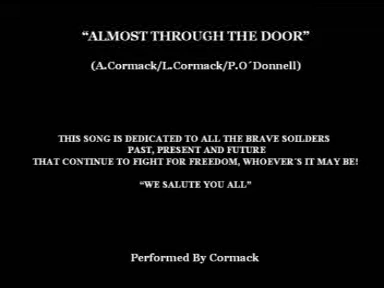 “ALMOST THROUGH THE DOOR”
(A.Cormack/L.Cormack/P.O´Donnell)
THIS SONG IS DEDICATED TO ALL THE BRAVE SOILDERS
PAST, PRESENT AND FUTURE
THAT CONTINUE TO FIGHT FOR FREEDOM, WHOEVER´S IT MAY BE!
“WE SALUTE YOU ALL”
Performed By Cormack